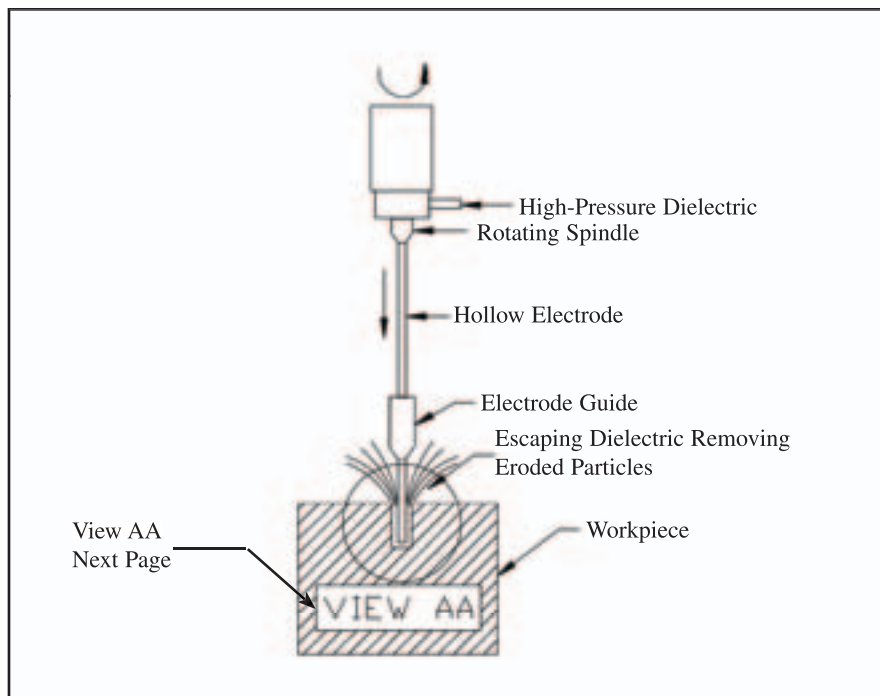 High-Pressure Dielectric
Rotating Spindle
Hollow Electrode
Electrode Guide
Escaping Dielectric Removing
Eroded Particles
View AA
Next Page
Workpiece
VIEW AA